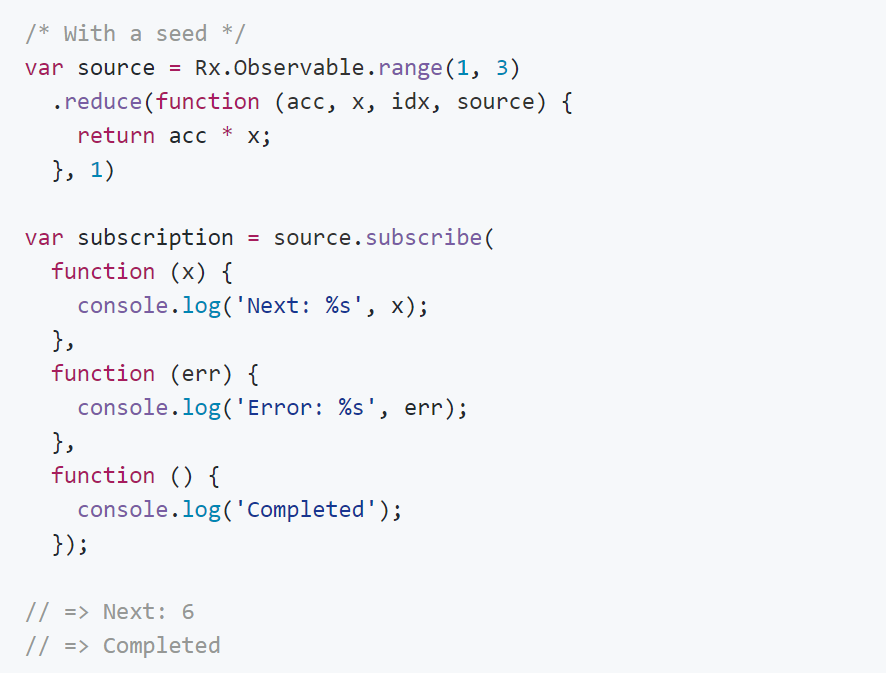 /* With a seed */
var source = Rx.Observable.range(1, 3)
  .reduce(function (acc, x, idx, source) {
    return acc * x;
  }, 1)

var subscription = source.subscribe(
  function (x) {
    console.log('Next: %s', x);
  },
  function (err) {
    console.log('Error: %s', err);
  },
  function () {
    console.log('Completed');
  });

// => Next: 6
// => Completed